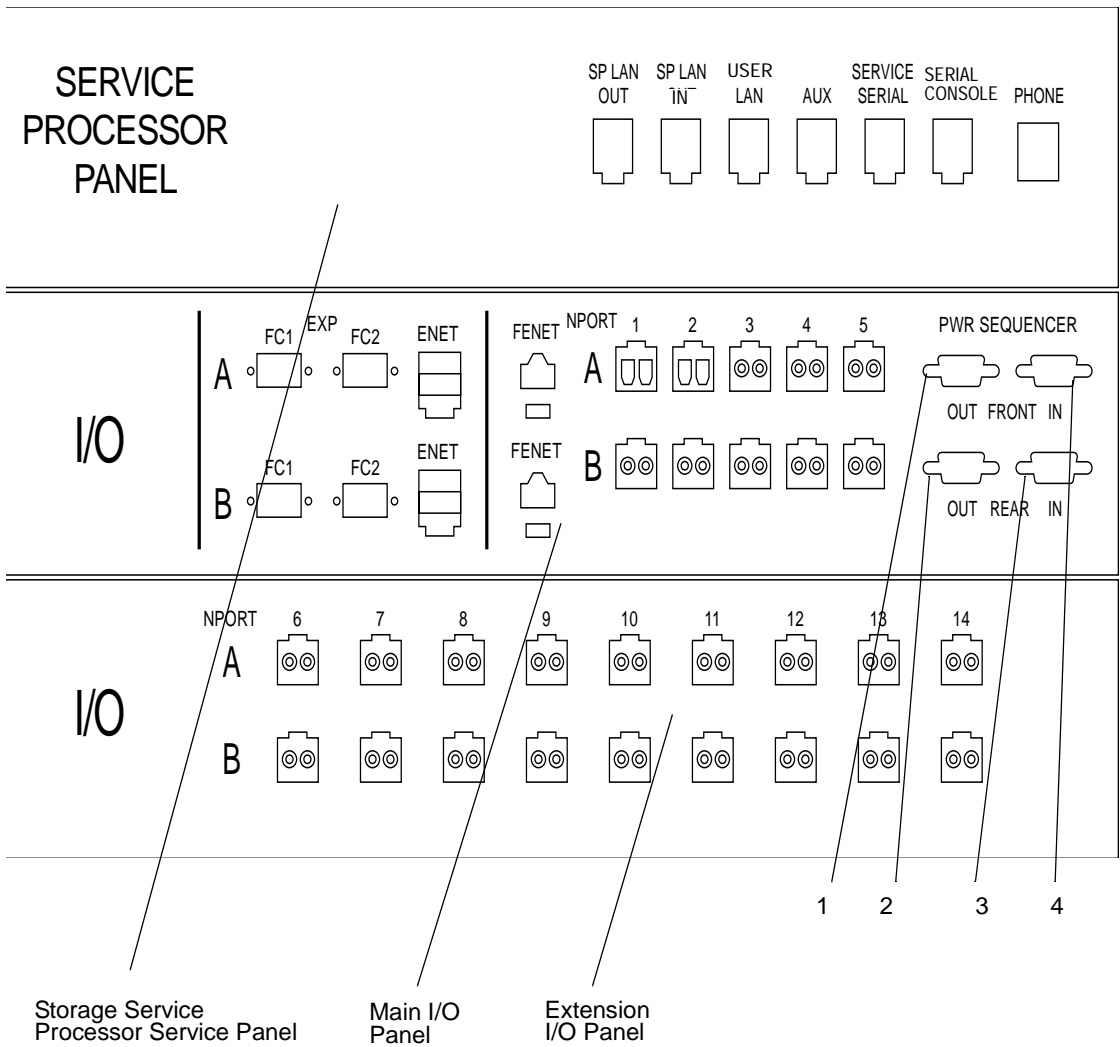 SERVICE
PROCESSOR
PANEL
SP LAN
OUT
SP LAN
IN
USER
LAN
AUX
SERVICE
SERIAL
SERIAL
CONSOLE
PHONE
I/O
EXP
A
FC1
FC2
ENET
B
FC1
FC2
ENET
FENET
FENET
NPORT 1 2 3 4 5
A
B
PWR SEQUENCER
OUT FRONT IN
OUT REAR IN
I/O
NPORT 6 7 8 9 10 11 12 13 14
A
B
1 2 3 4
Storage Service
Processor Service Panel
Main I/O
Panel
Extension
I/O Panel